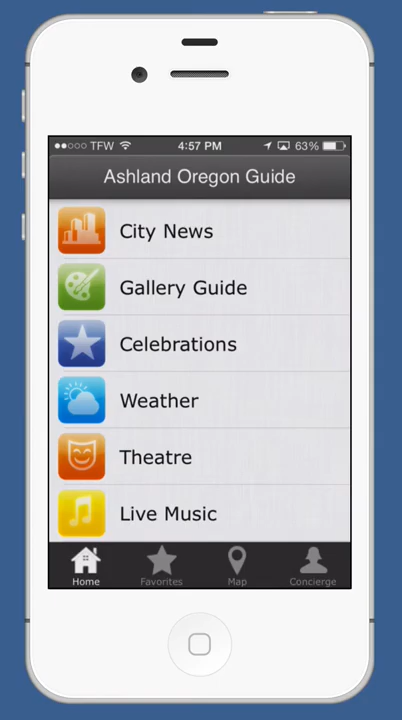 TFW 4:57 PM 63%
Ashland Oregon Guide
City News
Gallery Guide
Celebrations
Weather
Theatre
Live Music
Home Favorites Map Concierge